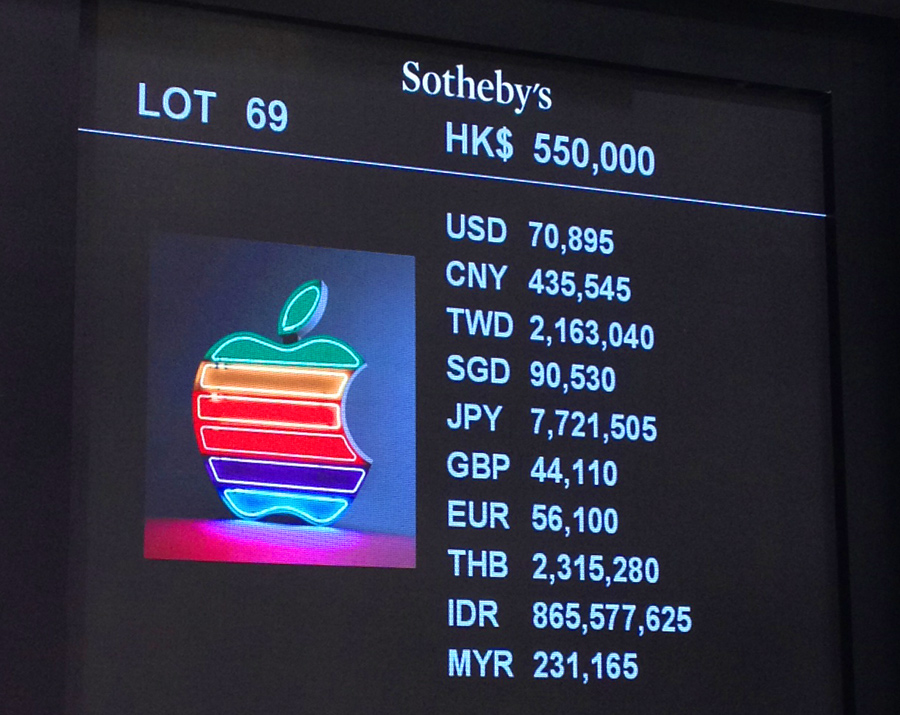 Sotheby's
LOT 69
HK$ 550,000
USD 70,895
CNY 435,545
TWD 2,163,040
SGD 90,530
JPY 7,721,505
GBP 44,110
EUR 56,100
THB 2,315,280
IDR 865,577,625
MYR 231,165